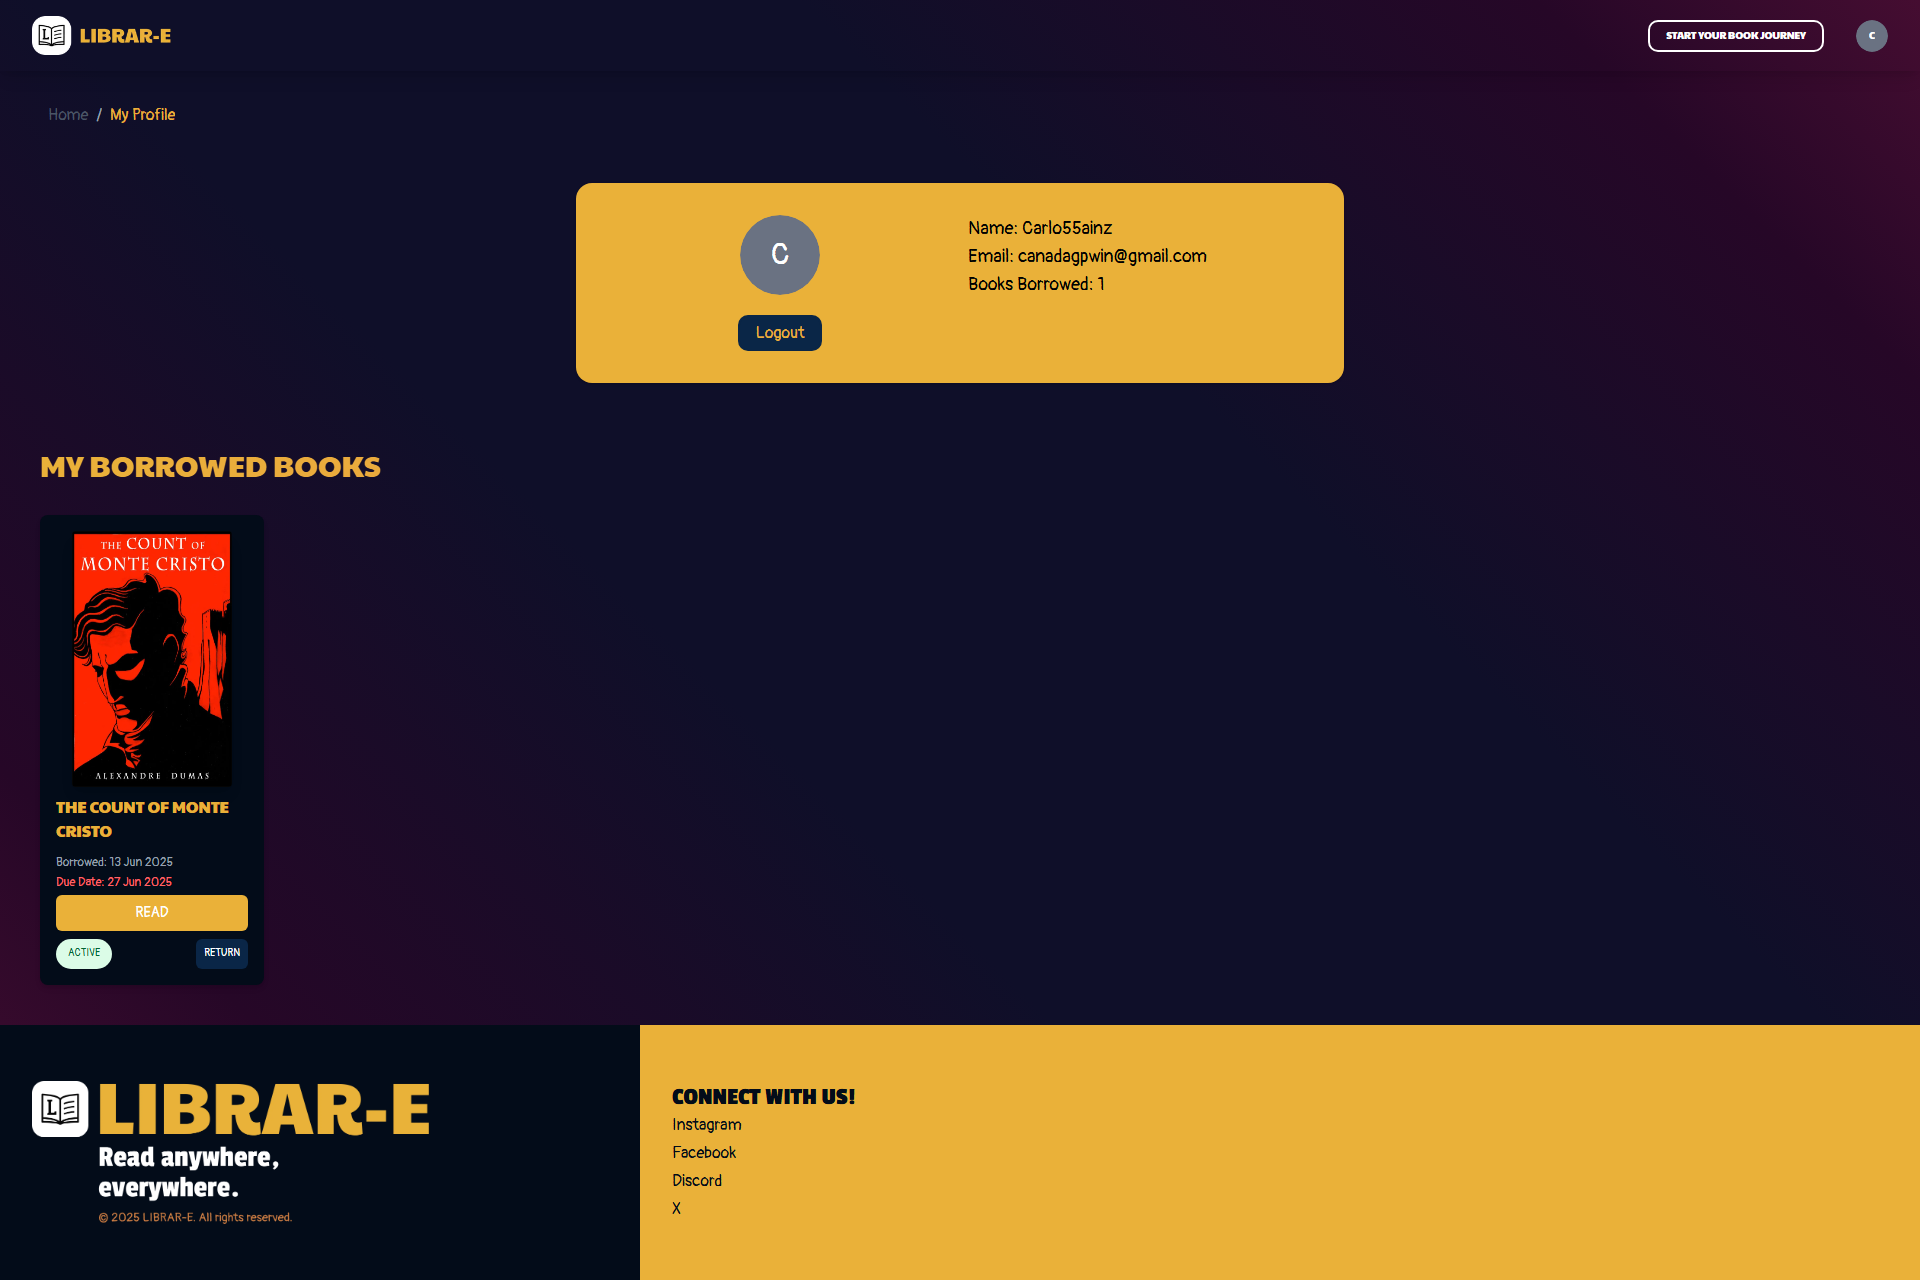 LIBRAR-E
START YOUR BOOK JOURNEY
C
Home / My Profile
C
Logout
Name: Carlo55ainz
Email: canadagpwin@gmail.com
Books Borrowed: 1
MY BORROWED BOOKS
THE COUNT OF
MONTE CRISTO
ALEXANDRE DUMAS
THE COUNT OF MONTE
CRISTO
Borrowed: 13 Jun 2025
Due Date: 27 Jun 2025
READ
ACTIVE
RETURN
L
LIBRAR-E
Read anywhere,
everywhere.
© 2025 LIBRAR-E. All rights reserved.
CONNECT WITH US!
Instagram
Facebook
Discord
X